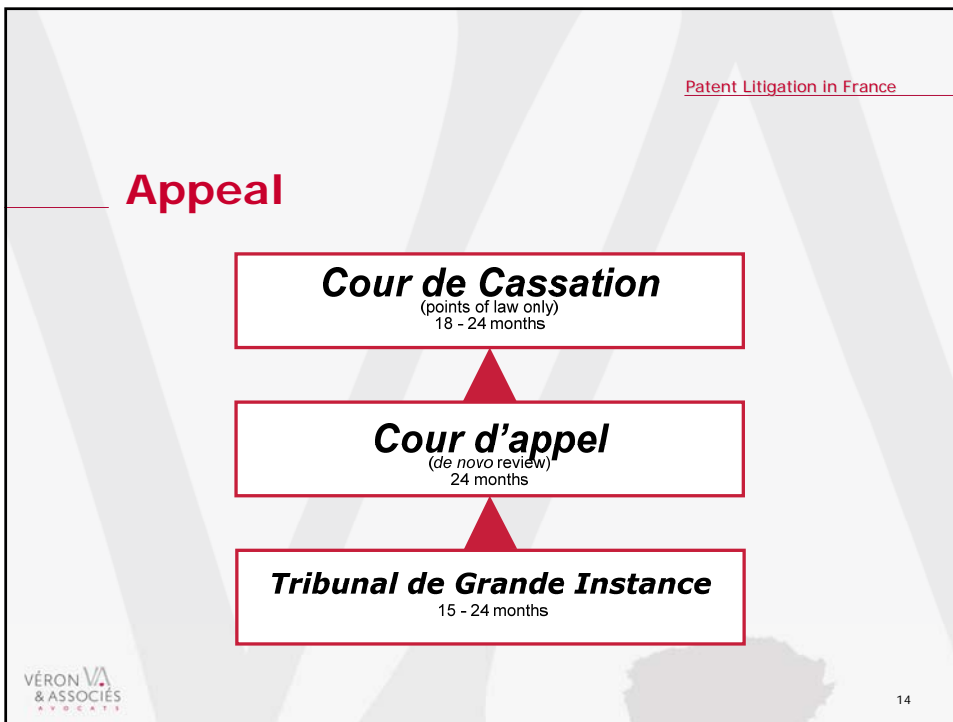 Patent Litigation in France
Appeal
Cour de Cassation
(points of law only)
18 - 24 months
Cour d’appel
(de novo review)
24 months
Tribunal de Grande Instance
15 - 24 months
VÉRON VA
& ASSOCIÉS
AVOCATS
14